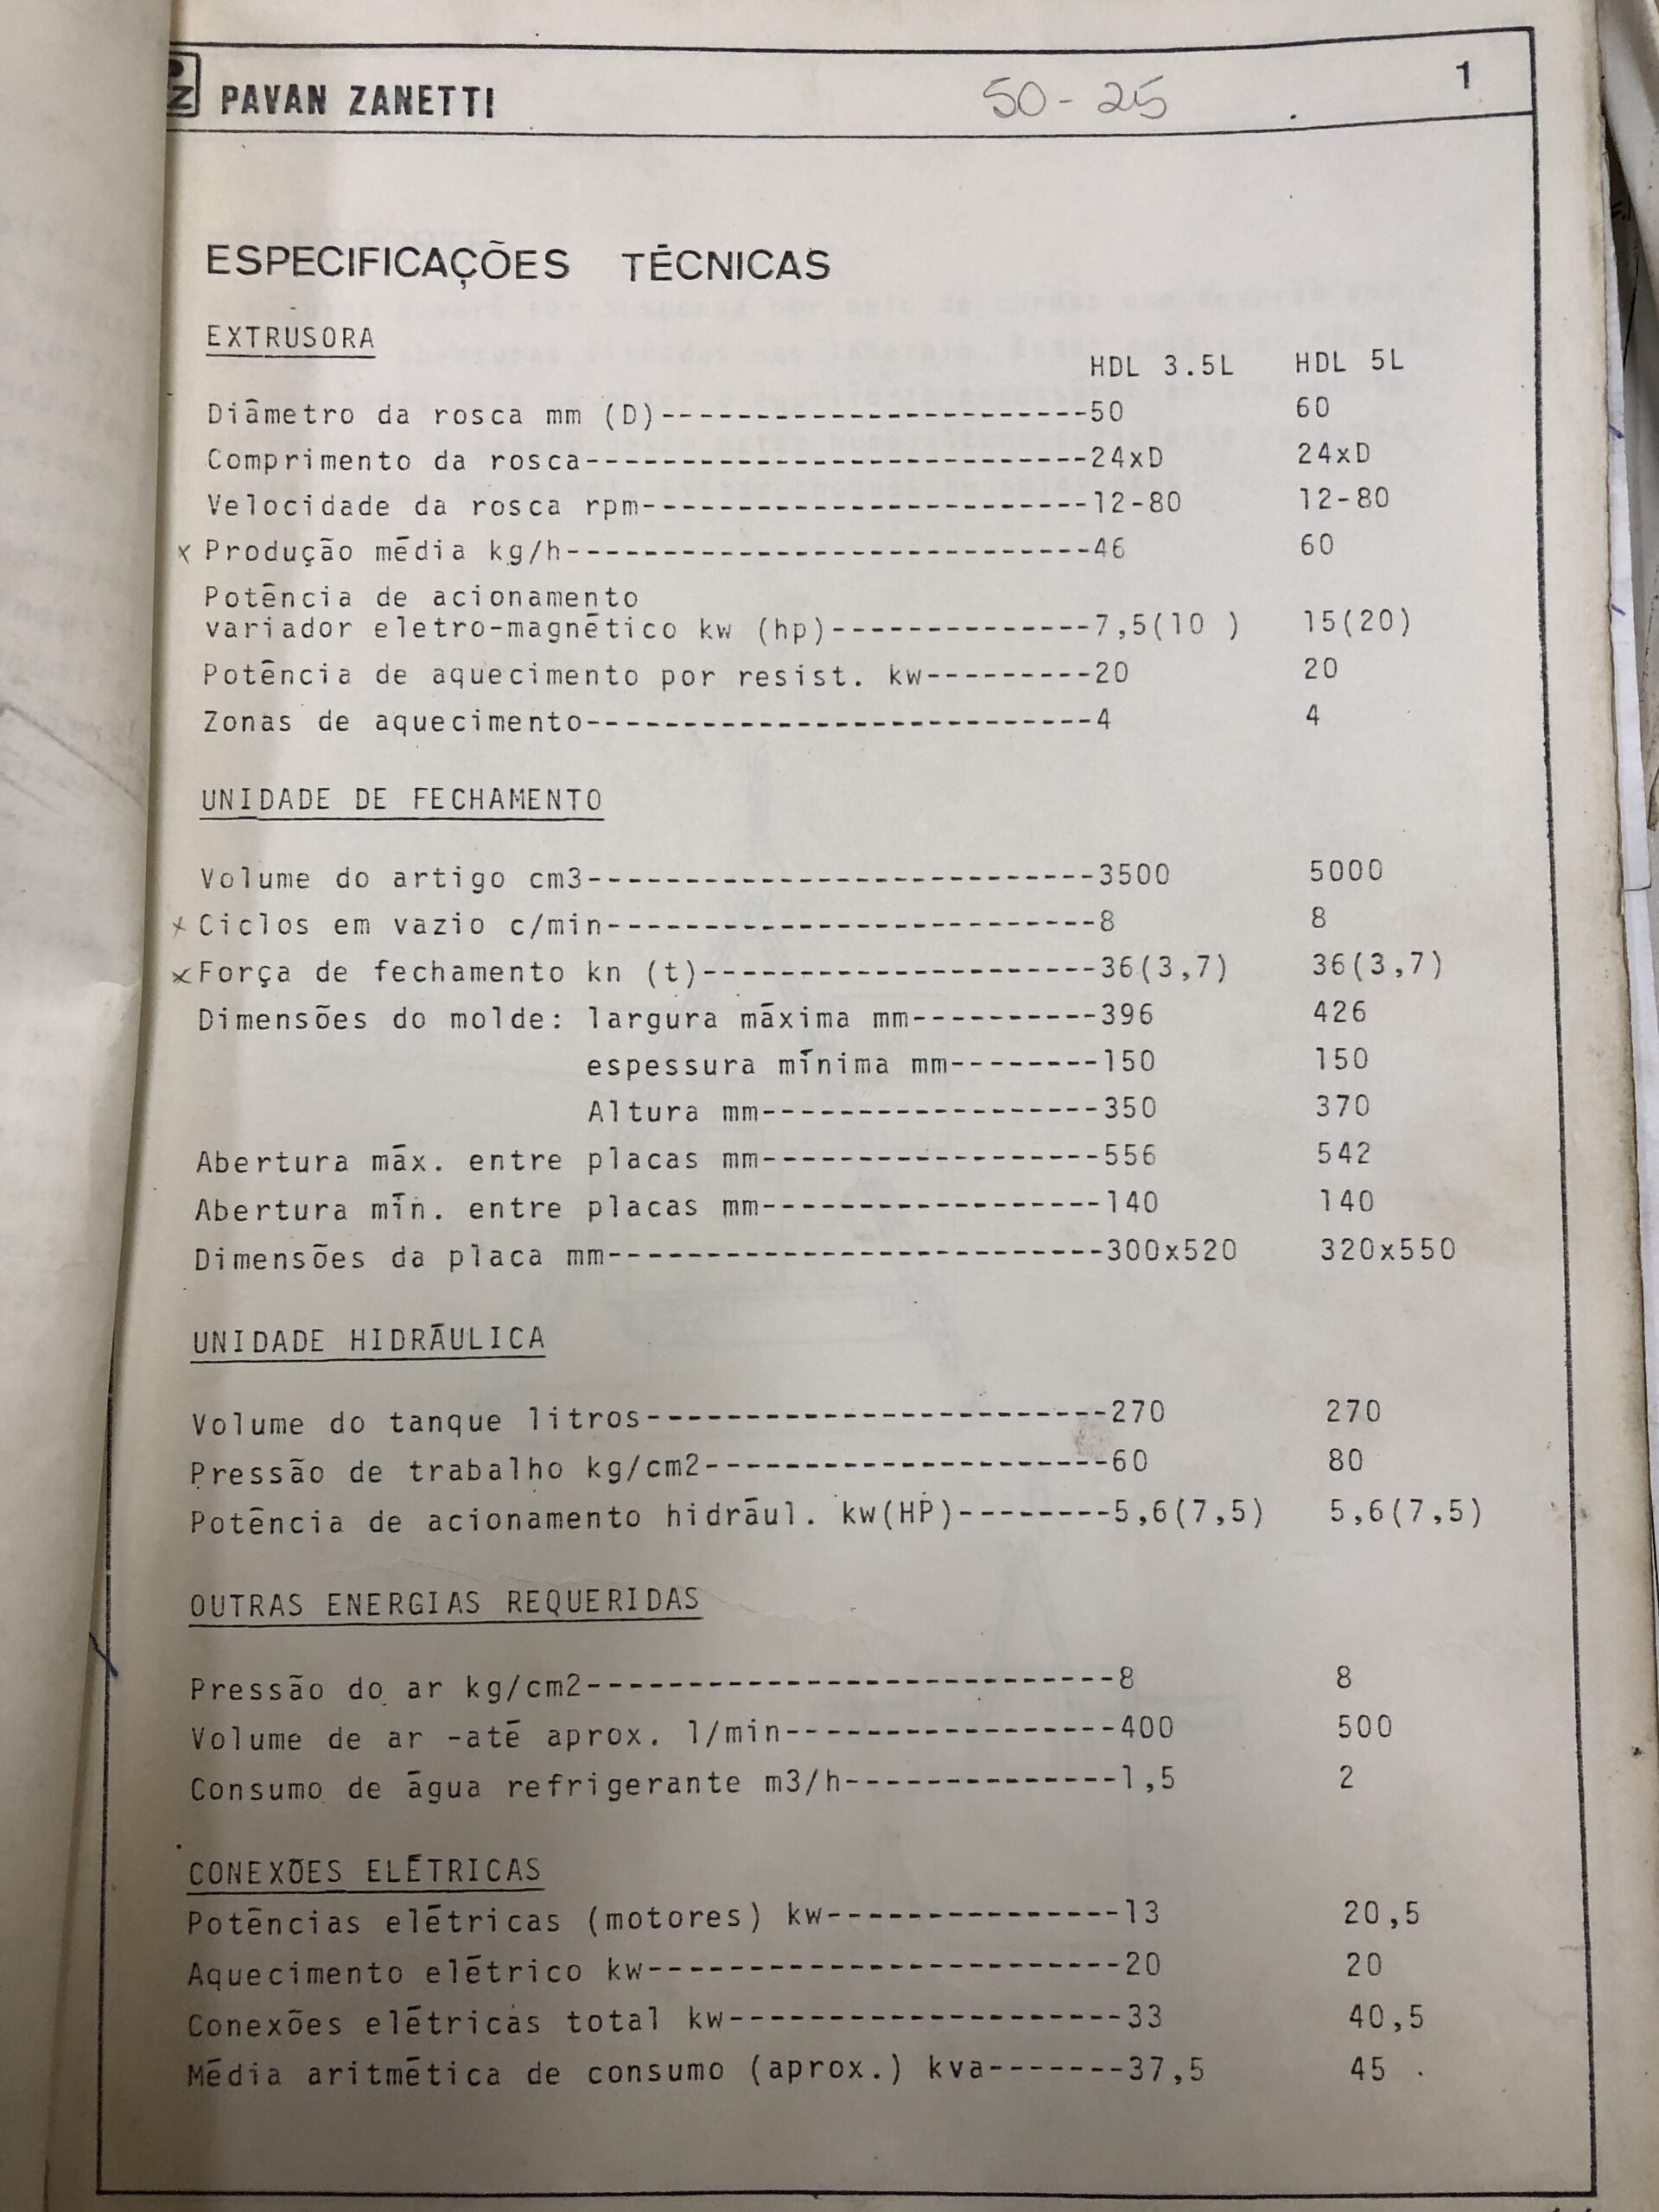 PAVAN ZANETTI 50-25 1
ESPECIFICAÇÕES TÉCNICAS
EXTRUSORA
HDL 3.5L HDL 5L
Diâmetro da rosca mm (D)----------------------50 60
Comprimento da rosca--------------------------24xD 24xD
Velocidade da rosca rpm-----------------------12-80 12-80
x Produção média kg/h---------------------------46 60
Potência de acionamento
variador eletro-magnético kw (hp)-------------7,5(10 ) 15(20)
Potência de aquecimento por resist. kw---------20 20
Zonas de aquecimento--------------------------4 4
UNIDADE DE FECHAMENTO
Volume do artigo cm3--------------------------3500 5000
x Ciclos em vazio c/min-------------------------8 8
x Força de fechamento kn (t)--------------------36(3,7) 36(3,7)
Dimensões do molde: largura máxima mm----------396 426
espessura mínima mm--------150 150
Altura mm-----------------350 370
Abertura máx. entre placas mm-----------------556 542
Abertura mín. entre placas mm-----------------140 140
Dimensões da placa mm-------------------------300x520 320x550
UNIDADE HIDRÁULICA
Volume do tanque litros-----------------------270 270
Pressão de trabalho kg/cm2--------------------60 80
Potência de acionamento hidrául. kw(HP)--------5,6(7,5) 5,6(7,5)
OUTRAS ENERGIAS REQUERIDAS
Pressão do ar kg/cm2--------------------------8 8
Volume de ar -até aprox. l/min----------------400 500
Consumo de água refrigerante m3/h-------------1,5 2
CONEXÕES ELÉTRICAS
Potências elétricas (motores) kw--------------13 20,5
Aquecimento elétrico kw-----------------------20 20
Conexões elétricas total kw-------------------33 40,5
Média aritmética de consumo (aprox.) kva-------37,5 45 .